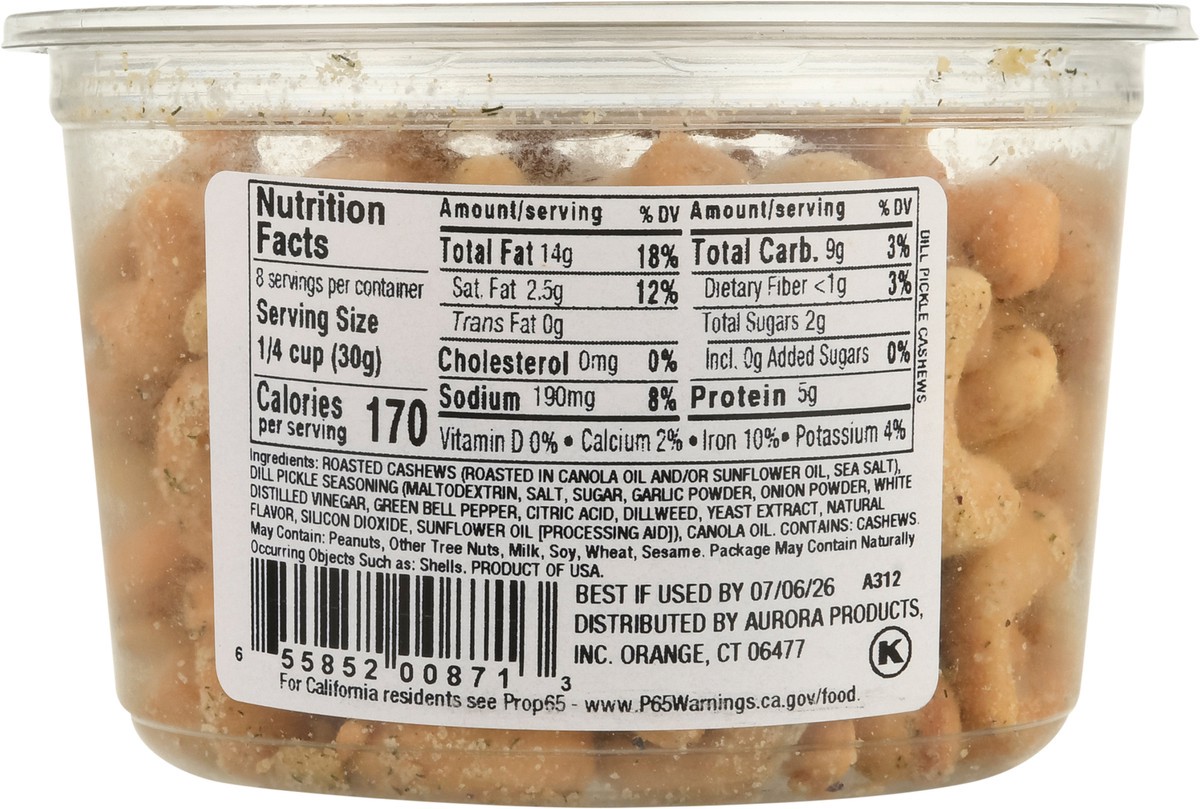 Nutrition
Facts
8 servings per container
Serving Size
1/4 cup (30g)
Calories
per serving
170
Amount/serving % DV
Total Fat 14g 18%
Sat. Fat 2.5g 12%
Trans Fat 0g
Cholesterol 0mg 0%
Sodium 190mg 8%
Amount/serving % DV
Total Carb. 9g 3%
Dietary Fiber <1g 3%
Total Sugars 2g
Incl. 0g Added Sugars 0%
Protein 5g
Vitamin D 0% • Calcium 2% • Iron 10% • Potassium 4%
DILL PICKLE CASHEWS
Ingredients: ROASTED CASHEWS (ROASTED IN CANOLA OIL AND/OR SUNFLOWER OIL, SEA SALT),
DILL PICKLE SEASONING (MALTODEXTRIN, SALT, SUGAR, GARLIC POWDER, ONION POWDER, WHITE
DISTILLED VINEGAR, GREEN BELL PEPPER, CITRIC ACID, DILLWEED, YEAST EXTRACT, NATURAL
FLAVOR, SILICON DIOXIDE, SUNFLOWER OIL [PROCESSING AID]), CANOLA OIL. CONTAINS: CASHEWS.
May Contain: Peanuts, Other Tree Nuts, Milk, Soy, Wheat, Sesame. Package May Contain Naturally
Occurring Objects Such as: Shells. PRODUCT OF USA.
BEST IF USED BY 07/06/26 A312
DISTRIBUTED BY AURORA PRODUCTS,
INC. ORANGE, CT 06477
K
6 55852 00871 3
For California residents see Prop65 - www.P65Warnings.ca.gov/food.